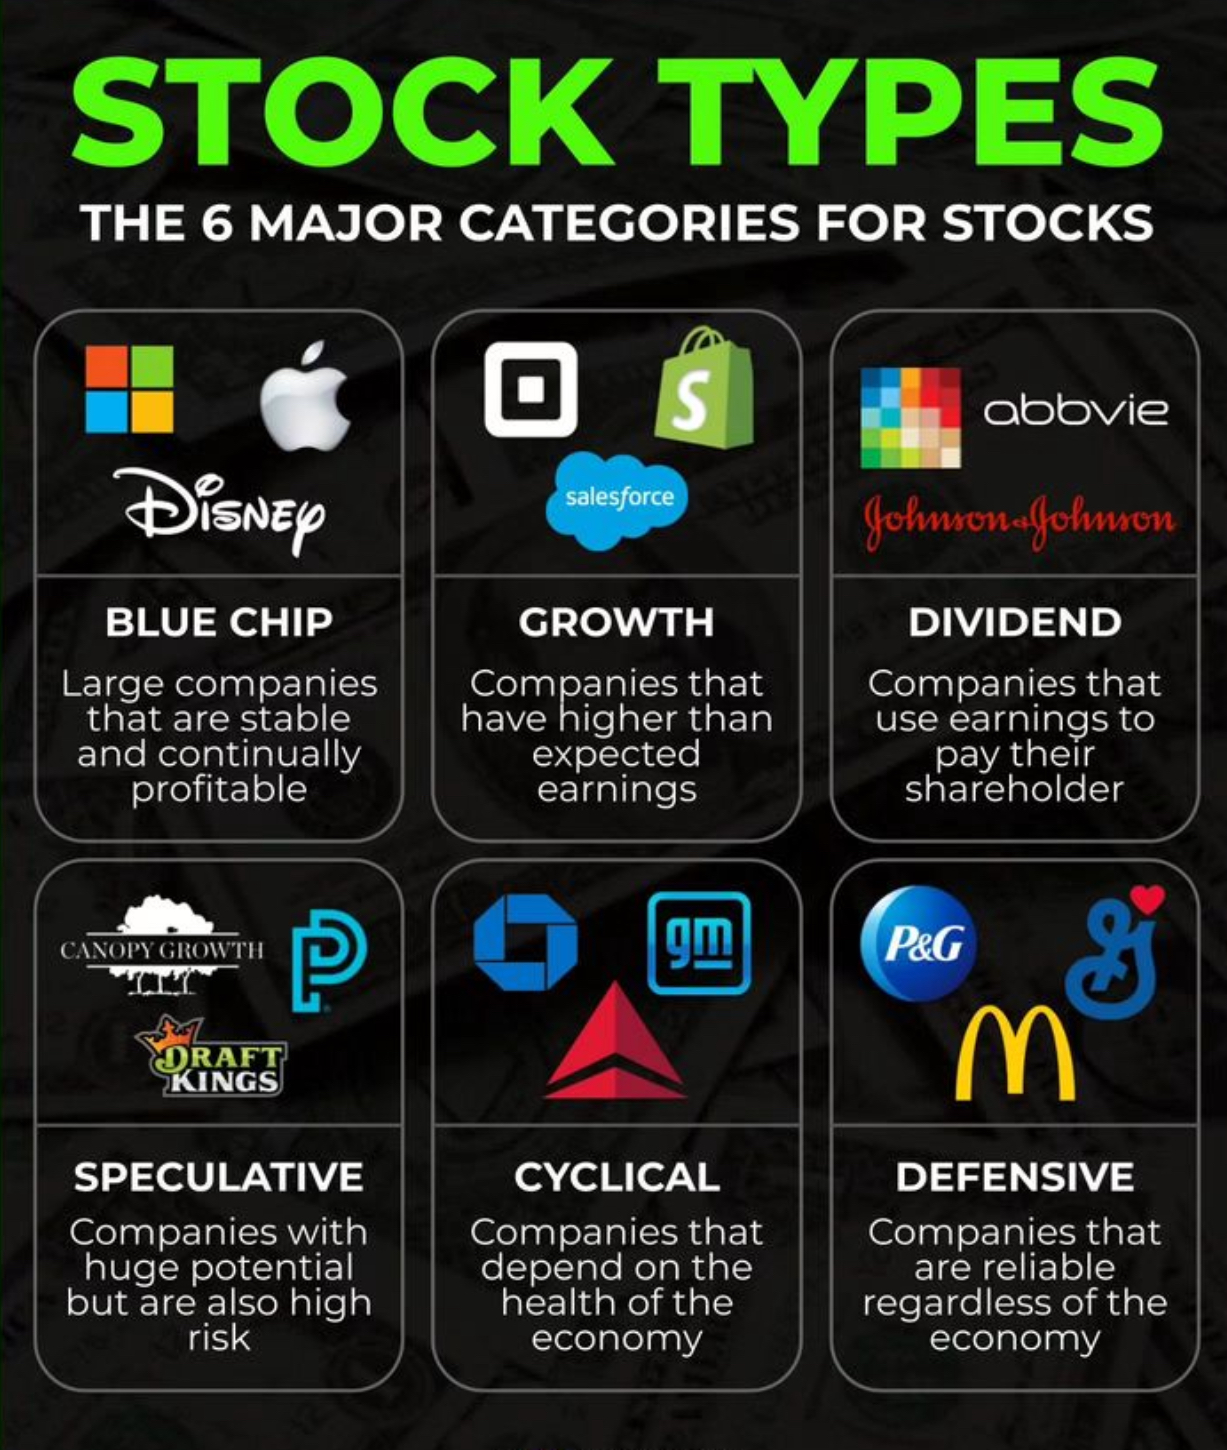 STOCK TYPES
THE 6 MAJOR CATEGORIES FOR STOCKS
DISNEY
BLUE CHIP
Large companies
that are stable
and continually
profitable
S
salesforce
GROWTH
Companies that
have higher than
expected
earnings
abbvie
Johnson&Johnson
DIVIDEND
Companies that
use earnings to
pay their
shareholder
CANOPY GROWTH
P
DRAFT
KINGS
SPECULATIVE
Companies with
huge potential
but are also high
risk
gm
CYCLICAL
Companies that
depend on the
health of the
economy
P&G
G
M
DEFENSIVE
Companies that
are reliable
regardless of the
economy